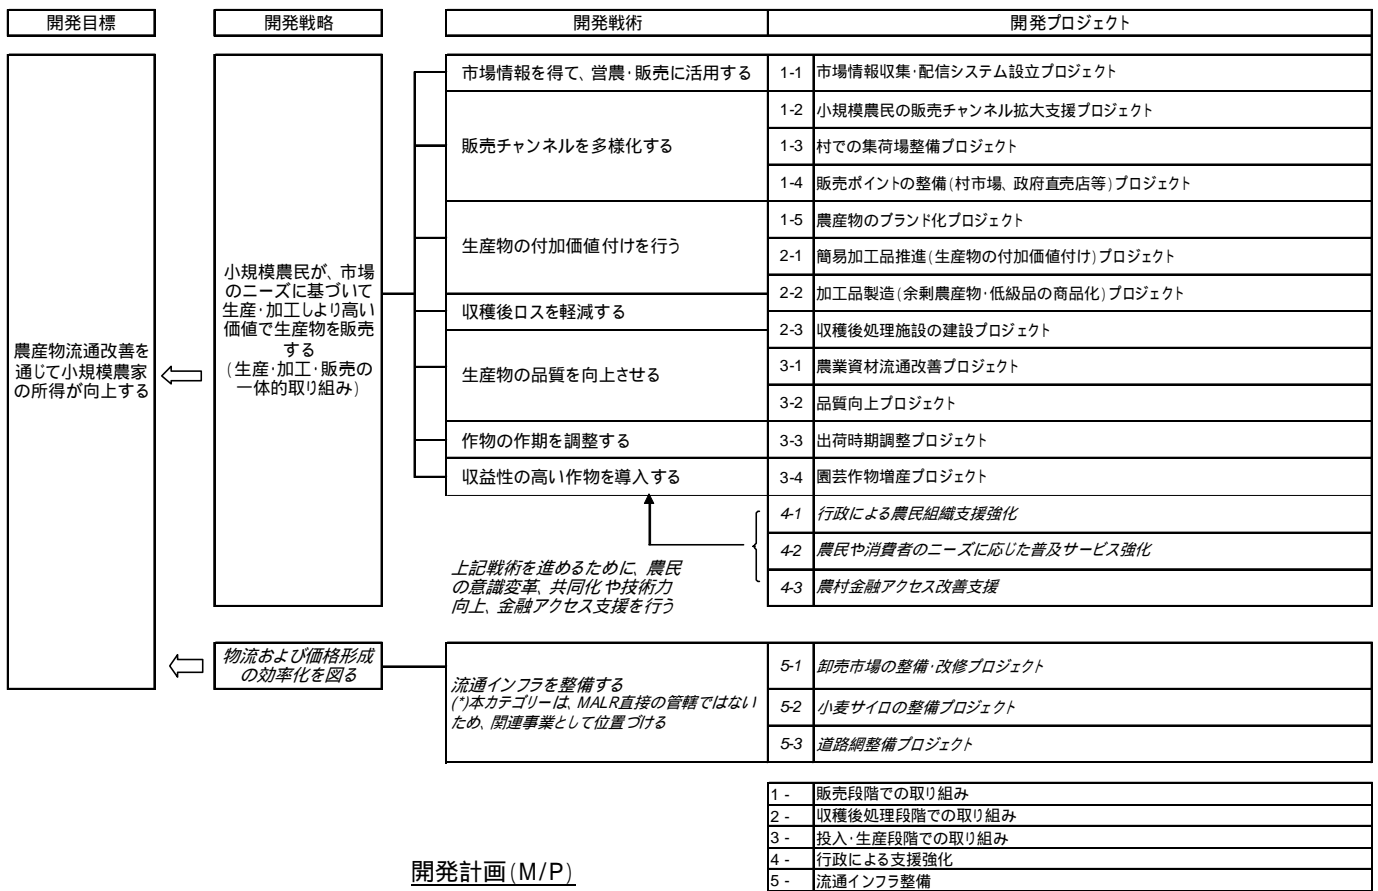 開発目標
開発戦略
開発戦術
開発プロジェクト
農産物流通改善を
通じて小規模農家
の所得が向上する
小規模農民が、市場
のニーズに基づいて
生産・加工しより高い
価値で生産物を販売
する
(生産・加工・販売の
一体的取り組み)
市場情報を得て、営農・販売に活用する
1-1 市場情報収集・配信システム設立プロジェクト
販売チャンネルを多様化する
1-2 小規模農民の販売チャンネル拡大支援プロジェクト
1-3 村での集荷場整備プロジェクト
1-4 販売ポイントの整備(村市場、政府直売店等)プロジェクト
生産物の付加価値付けを行う
1-5 農産物のブランド化プロジェクト
2-1 簡易加工品推進(生産物の付加価値付け)プロジェクト
2-2 加工品製造(余剰農産物・低級品の商品化)プロジェクト
収穫後ロスを軽減する
2-3 収穫後処理施設の建設プロジェクト
生産物の品質を向上させる
3-1 農業資材流通改善プロジェクト
3-2 品質向上プロジェクト
作物の作期を調整する
3-3 出荷時期調整プロジェクト
収益性の高い作物を導入する
3-4 園芸作物増産プロジェクト
4-1 行政による農民組織支援強化
4-2 農民や消費者のニーズに応じた普及サービス強化
4-3 農村金融アクセス改善支援
上記戦術を進めるために、農民
の意識変革、共同化や技術力
向上、金融アクセス支援を行う
物流および価格形成
の効率化を図る
流通インフラを整備する
(*)本カテゴリーは、MALR直接の管轄ではない
ため、関連事業として位置づける
5-1 卸売市場の整備・改修プロジェクト
5-2 小麦サイロの整備プロジェクト
5-3 道路網整備プロジェクト
1 - 販売段階での取り組み
2 - 収穫後処理段階での取り組み
3 - 投入・生産段階での取り組み
4 - 行政による支援強化
5 - 流通インフラ整備
開発計画(M/P)